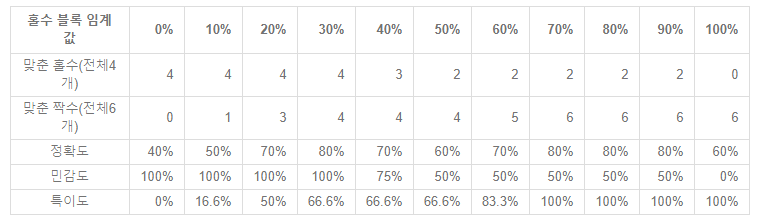 홀수 블록 임계
값 0% 10% 20% 30% 40% 50% 60% 70% 80% 90% 100%
맞춘 홀수(전체4
개) 4 4 4 4 3 2 2 2 2 2 0
맞춘 짝수(전체6
개) 0 1 3 4 4 4 5 6 6 6 6
정확도 40% 50% 70% 80% 70% 60% 70% 80% 80% 80% 60%
민감도 100% 100% 100% 100% 75% 50% 50% 50% 50% 50% 0%
특이도 0% 16.6% 50% 66.6% 66.6% 66.6% 83.3% 100% 100% 100% 100%